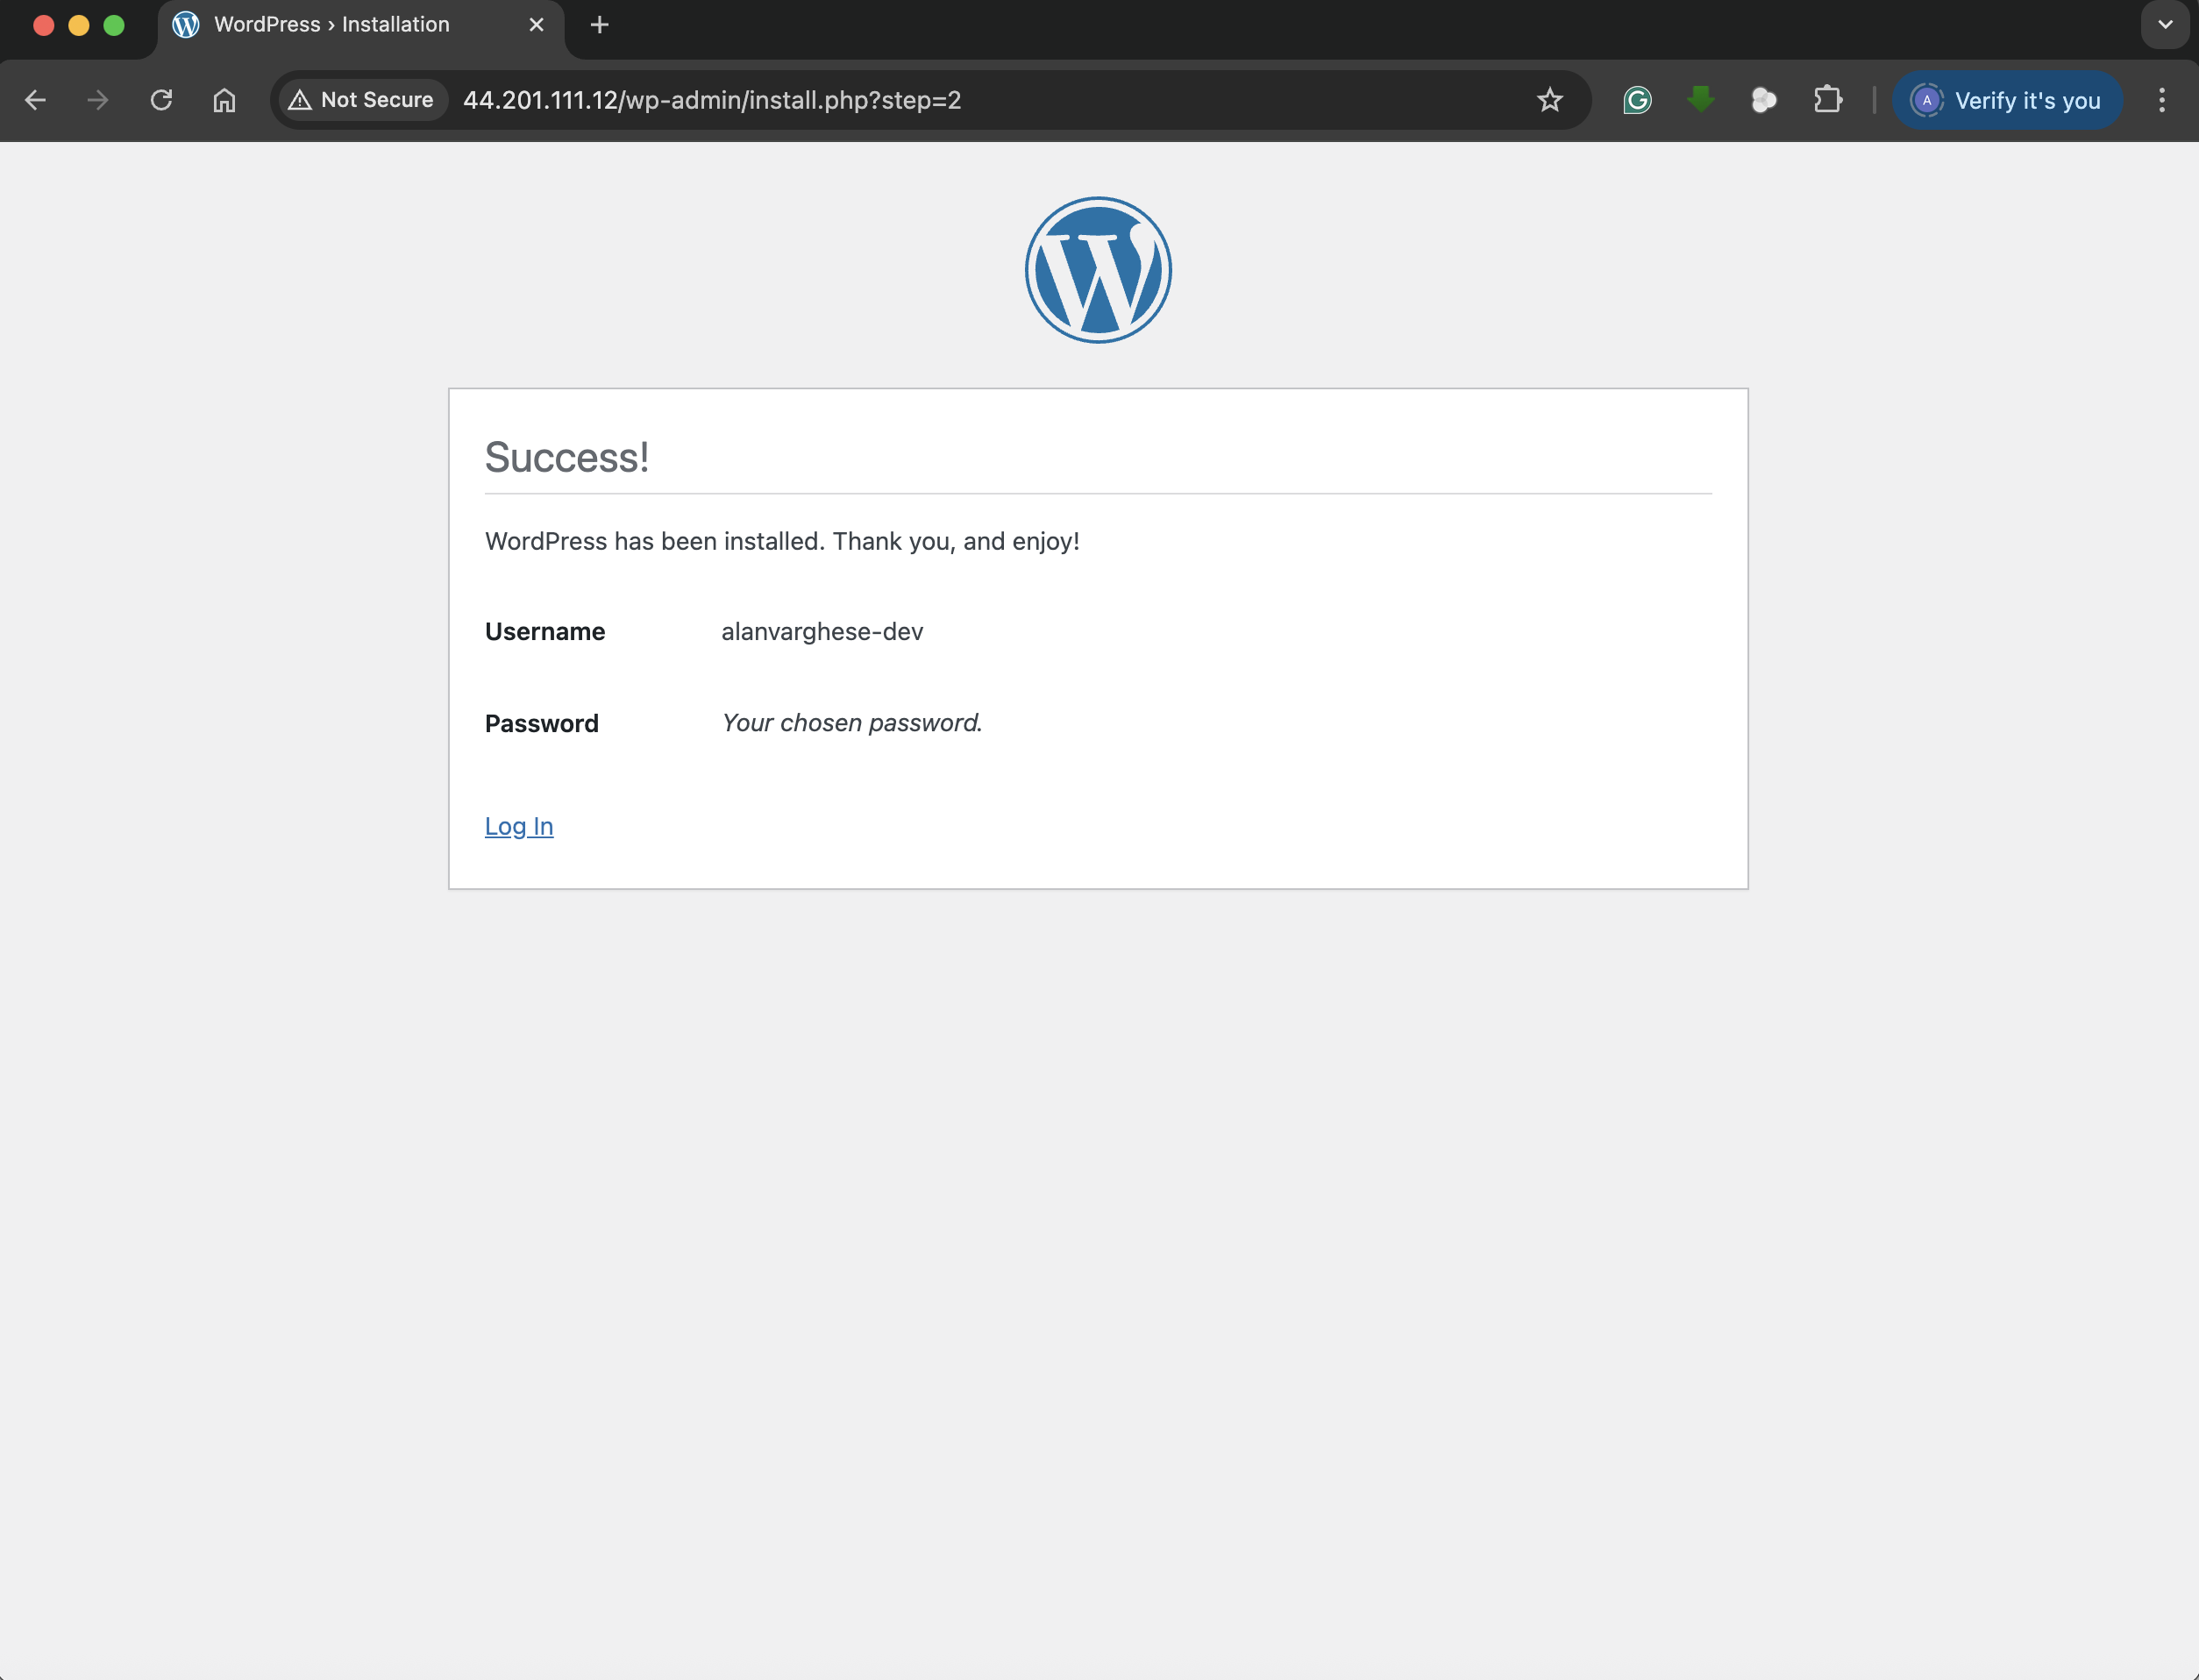 WordPress › Installation
Not Secure 44.201.111.12/wp-admin/install.php?step=2
A Verify it's you
Success!
WordPress has been installed. Thank you, and enjoy!
Username alanvarghese-dev
Password Your chosen password.
Log In